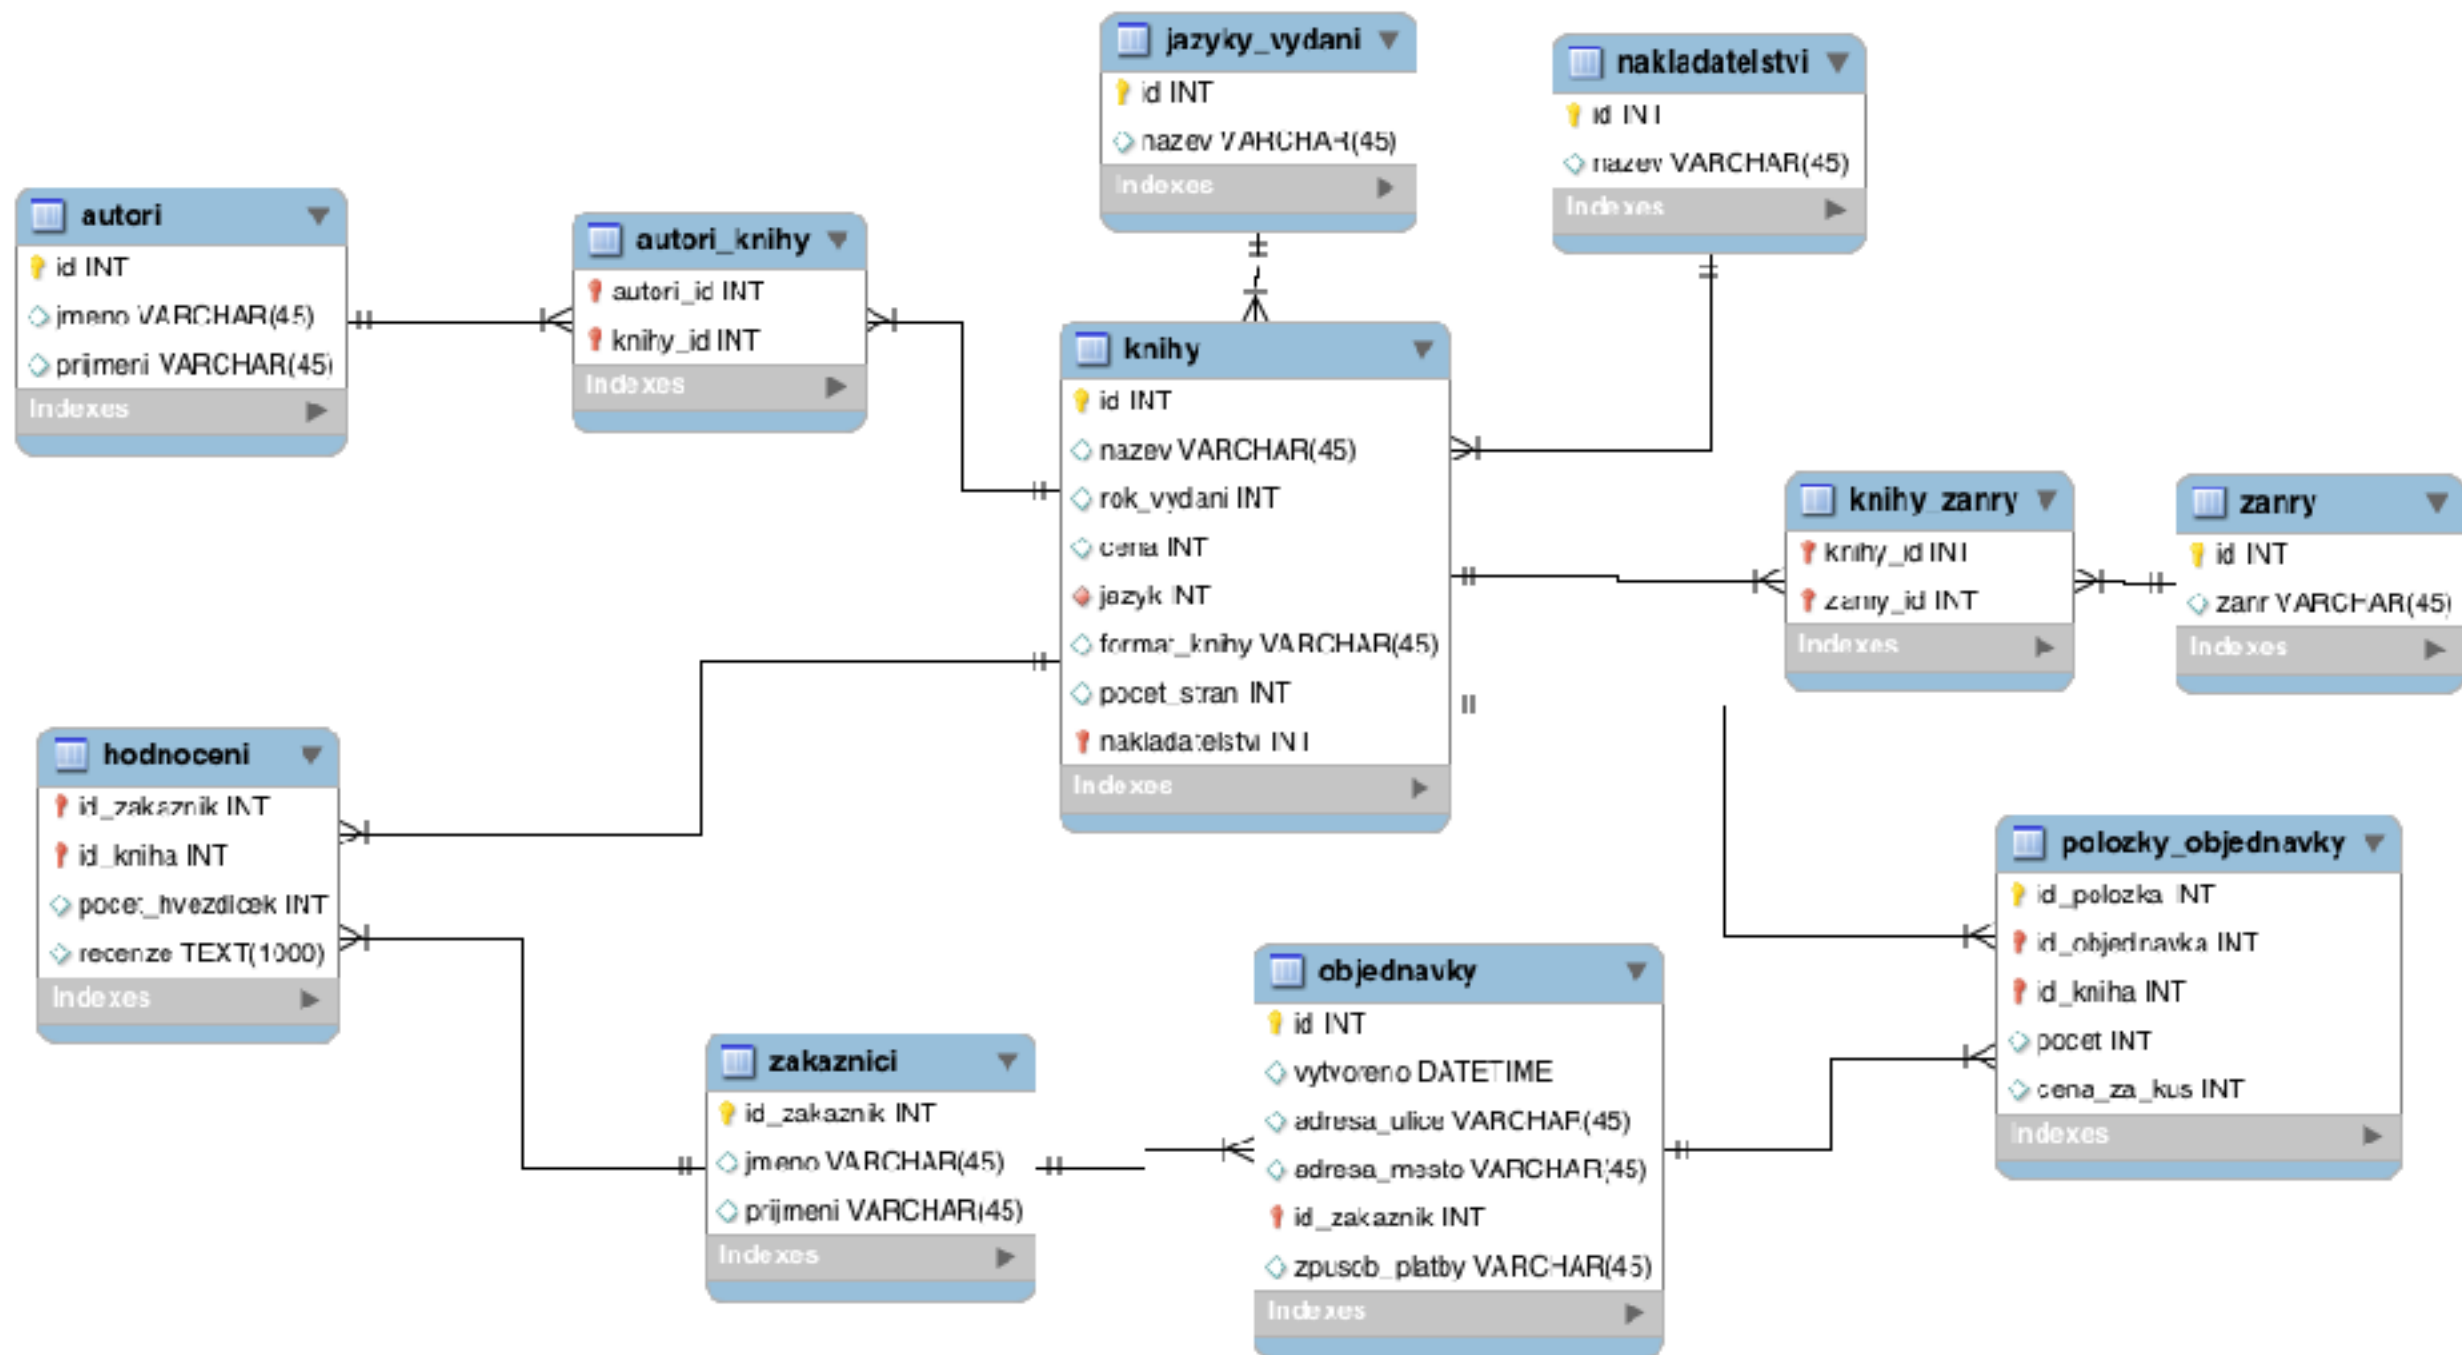 jazyky_vydani
id INT
nazev VARCHAR(45)
Indexes
nakladatelstvi
id INT
nazev VARCHAR(45)
Indexes
autori
id INT
jmeno VARCHAR(45)
prijmeni VARCHAR(45)
Indexes
autori_knihy
autori_id INT
knihy_id INT
Indexes
knihy
id INT
nazev VARCHAR(45)
rok_vydani INT
cena INT
jazyk INT
format_knihy VARCHAR(45)
pocet_stran INT
nakladatelstvi INT
Indexes
knihy_zanry
knihy_id INT
zanry_id INT
Indexes
zanry
id INT
zanr VARCHAR(45)
Indexes
hodnoceni
id_zakaznik INT
id_kniha INT
pocet_hvezdicek INT
recenze TEXT(1000)
Indexes
zakaznici
id_zakaznik INT
jmeno VARCHAR(45)
prijmeni VARCHAR(45)
Indexes
objednavky
id INT
vytvoreno DATETIME
adresa_ulice VARCHAR(45)
adresa_mesto VARCHAR(45)
id_zakaznik INT
zpusob_platby VARCHAR(45)
Indexes
polozky_objednavky
id_polozka INT
id_objednavka INT
id_kniha INT
pocet INT
cena_za_kus INT
Indexes